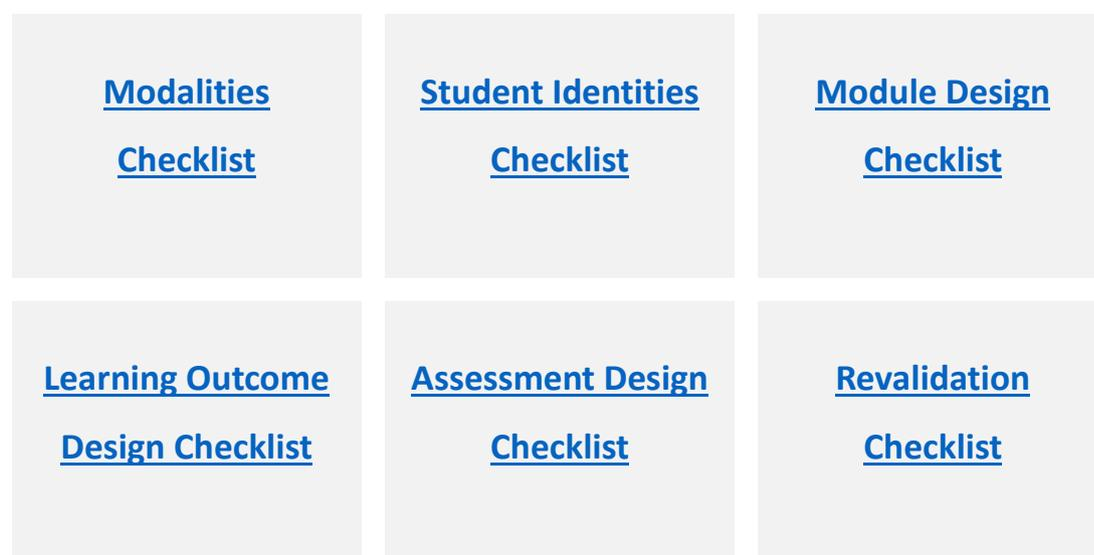 Modalities
Checklist
Student Identities
Checklist
Module Design
Checklist
Learning Outcome
Design Checklist
Assessment Design
Checklist
Revalidation
Checklist